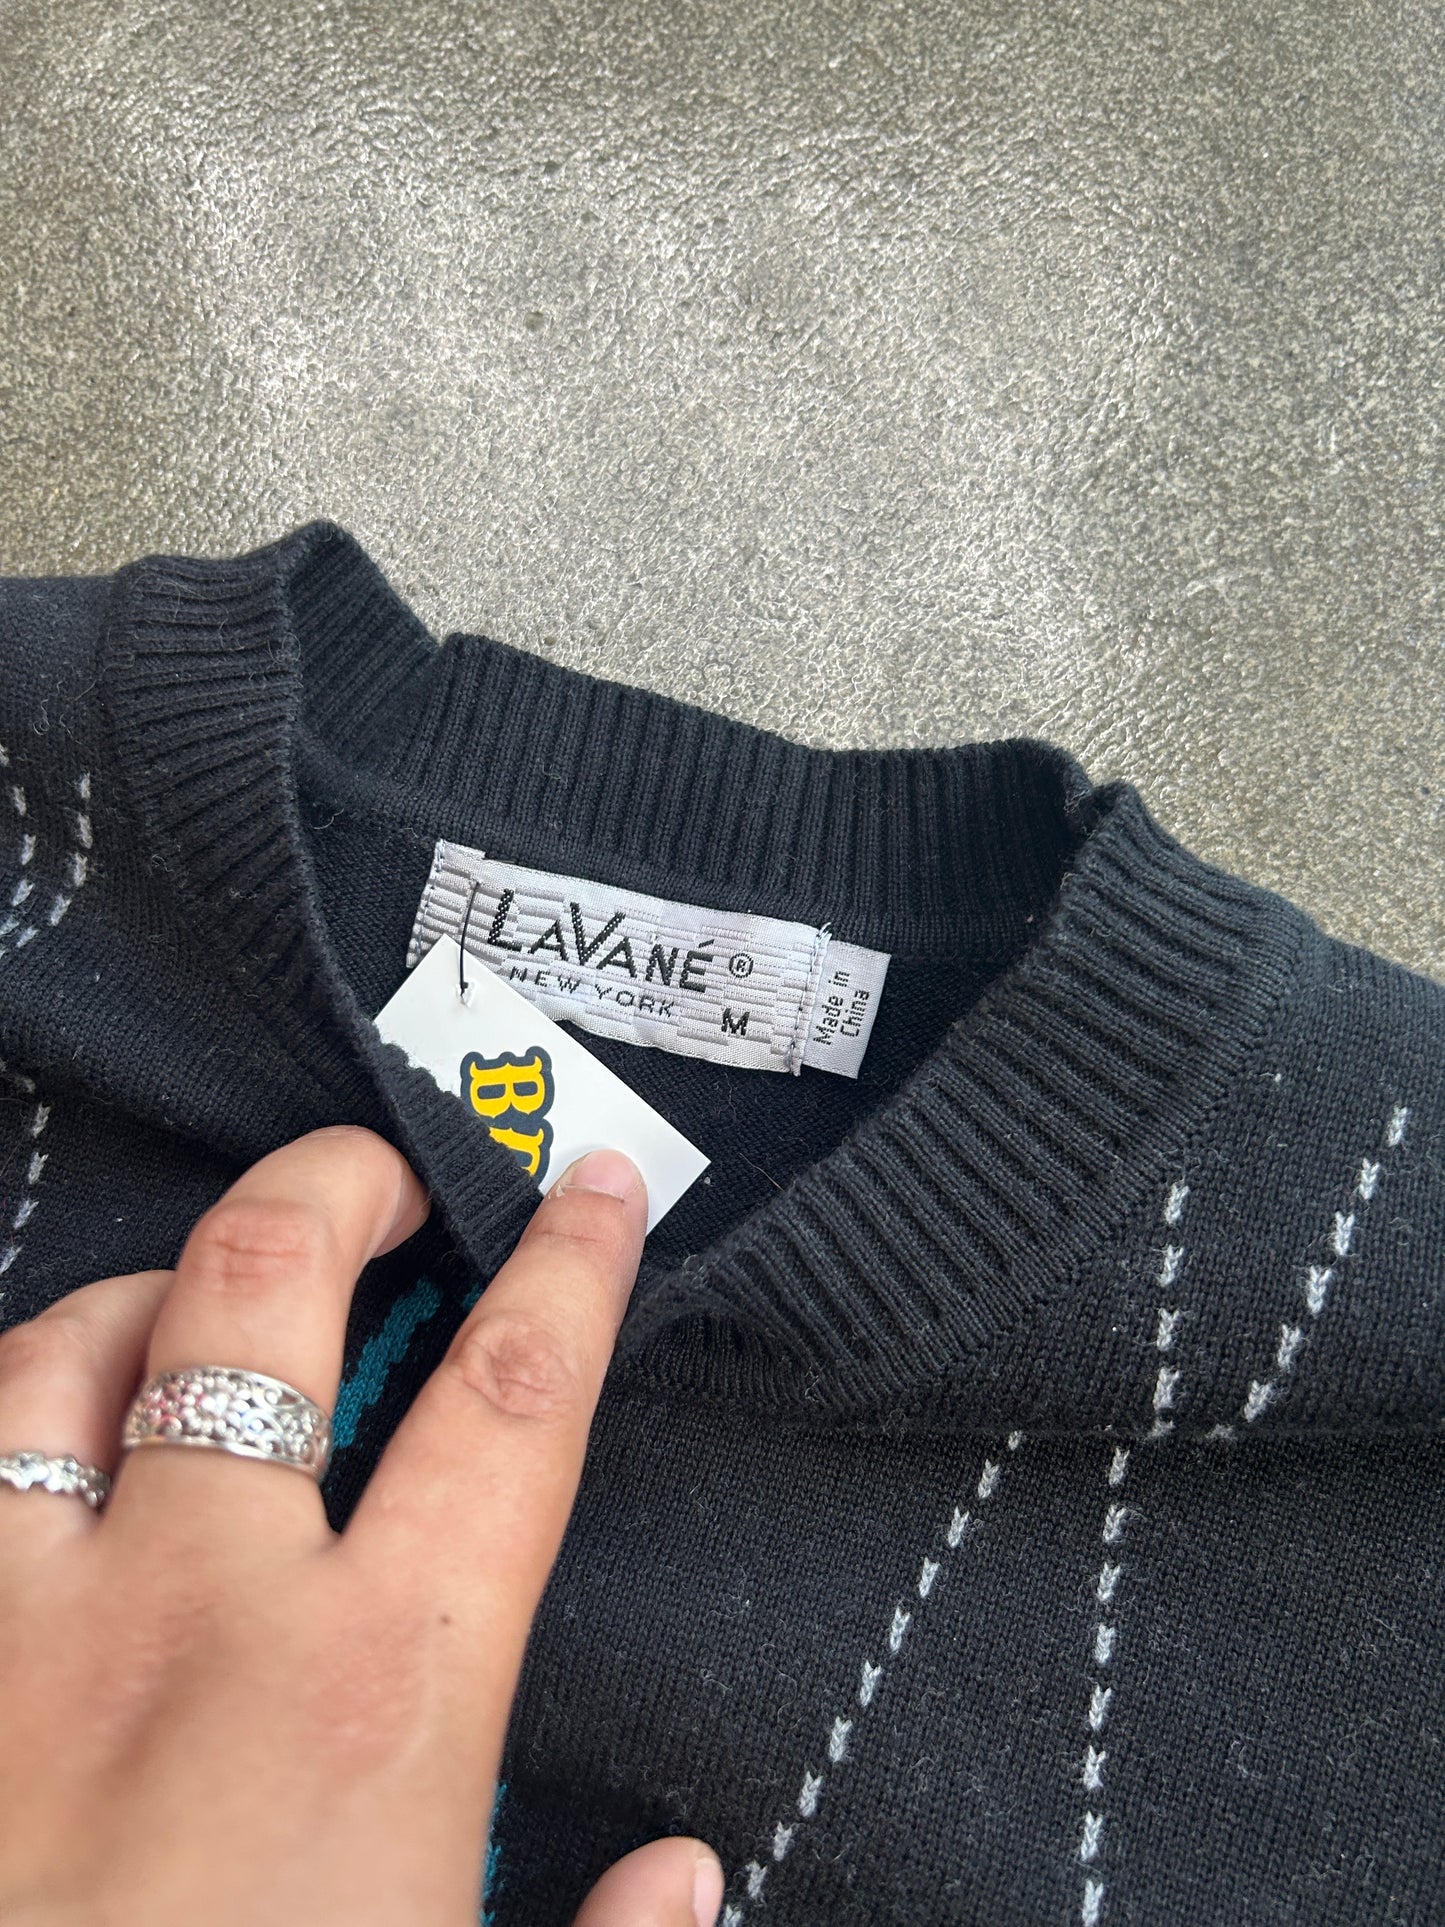 LAVANÉ ®
NEW YORK
M
Made in
China